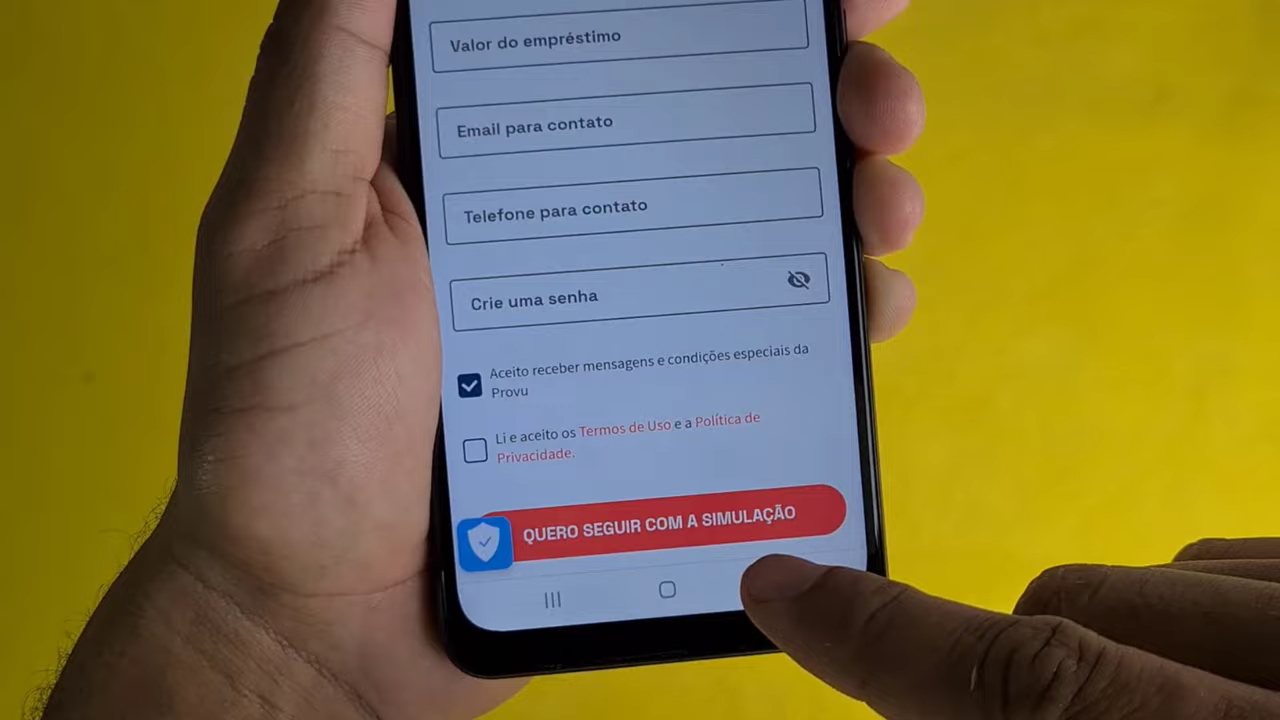 Valor do empréstimo
Email para contato
Telefone para contato
Crie uma senha
Aceito receber mensagens e condições especiais da
Provu
Li e aceito os Termos de Uso e a Política de
Privacidade.
QUERO SEGUIR COM A SIMULAÇÃO